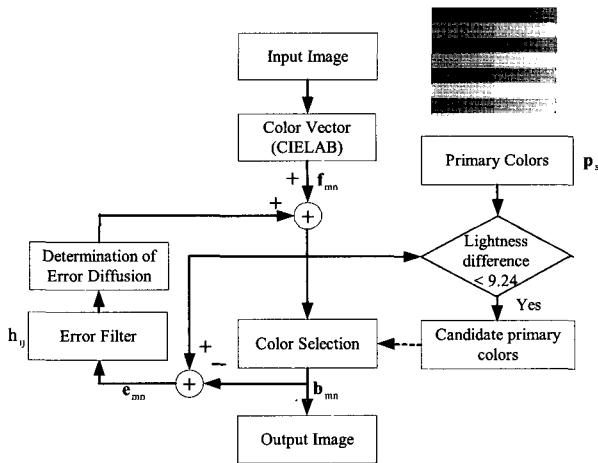 Input Image
Color Vector
(CIELAB)
Primary Colors
p_s
+
f_mn
+
+
Lightness
difference
< 9.24
Determination of
Error Diffusion
Yes
h_ij
Error Filter
Color Selection
Candidate primary
colors
+
−
+
e_mn
b_mn
Output Image